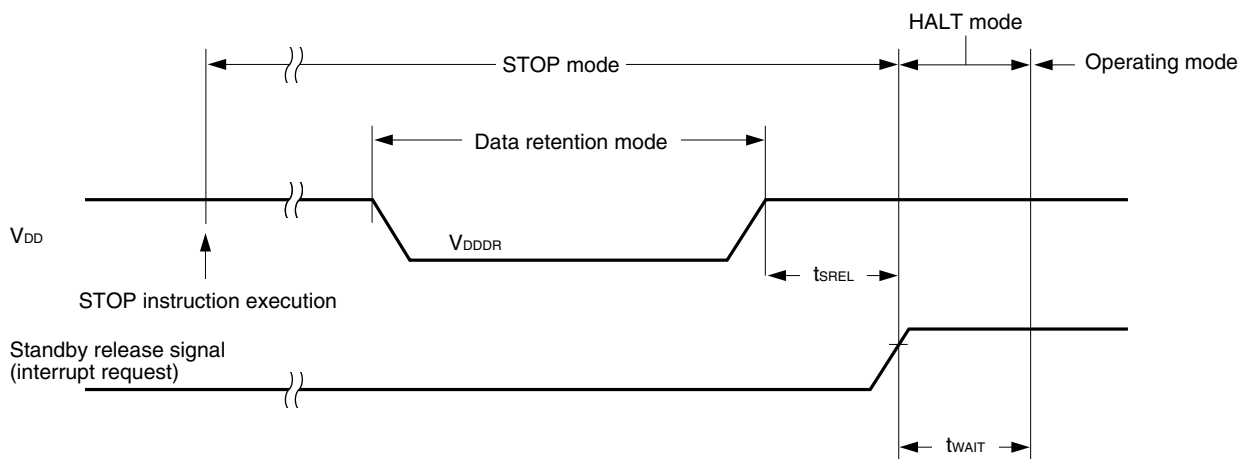 HALT mode
STOP mode
Operating mode
Data retention mode
VDD
VDDDR
tSREL
STOP instruction execution
Standby release signal
(interrupt request)
tWAIT